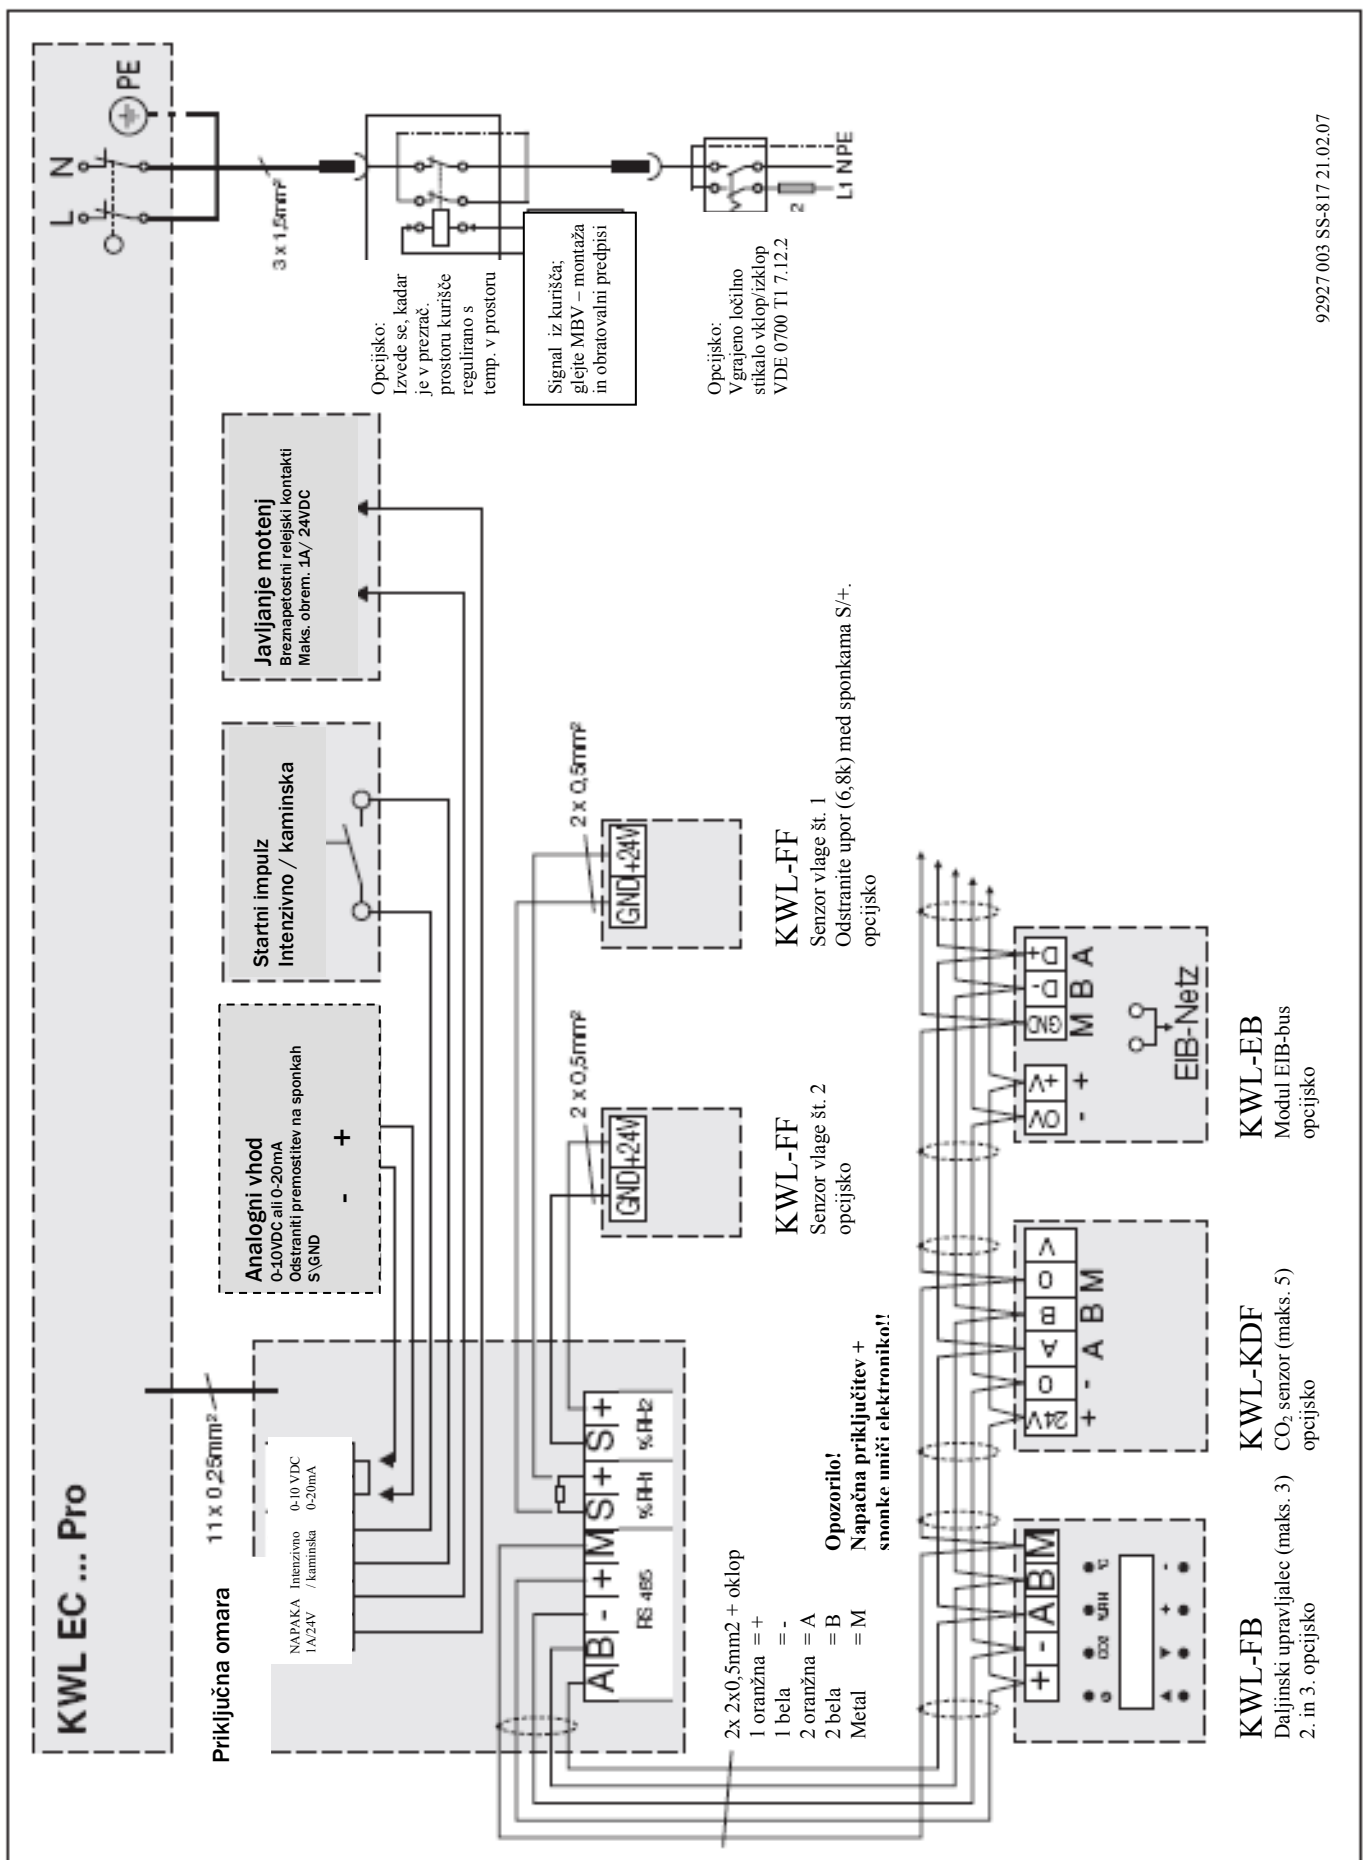 KWL EC ... Pro
L N PE
3 x 1,5mm²
11 x 0,25mm²
Priključna omara
NAPAKA
1A/24V
Intenzivno
/ kaminska
0-10 VDC
0-20mA
Analogni vhod
0-10VDC ali 0-20mA
Odstraniti premostitev na sponkah
S\GND
- +
Startni impulz
Intenzivno / kaminska
Javljanje motenj
Breznapetostni relejski kontakti
Maks. obrem. 1A/ 24VDC
Opcijsko:
Izvede se, kadar
je v prezrač.
prostoru kurišče
regulirano s
temp. v prostoru
Signal iz kurišča;
glejte MBV – montaža
in obratovalni predpisi
Opcijsko:
Vgrajeno ločilno
stikalo vklop/izklop
VDE 0700 T1 7.12.2
2
L1 N PE
A B - + M S + S +
RS 485 %RH1 %RH2
GND +24V
2 x 0,5mm²
KWL-FF
Senzor vlage št. 2
opcijsko
GND +24V
2 x 0,5mm²
KWL-FF
Senzor vlage št. 1
Odstranite upor (6,8k) med sponkama S/+.
opcijsko
2x 2x0,5mm2 + oklop
1 oranžna = +
1 bela = -
2 oranžna = A
2 bela = B
Metal = M
Opozorilo!
Napačna priključitev +
sponke uniči elektroniko!!
+ - A B M
CO2 %RH °C
- +
KWL-FB
Daljinski upravljalec (maks. 3)
2. in 3. opcijsko
24V 0 A B 0 V
+ - A B M
KWL-KDF
CO₂ senzor (maks. 5)
opcijsko
0V +V GND D- D+
- + M B A
EIB-Netz
KWL-EB
Modul EIB-bus
opcijsko
92927 003 SS-817 21.02.07